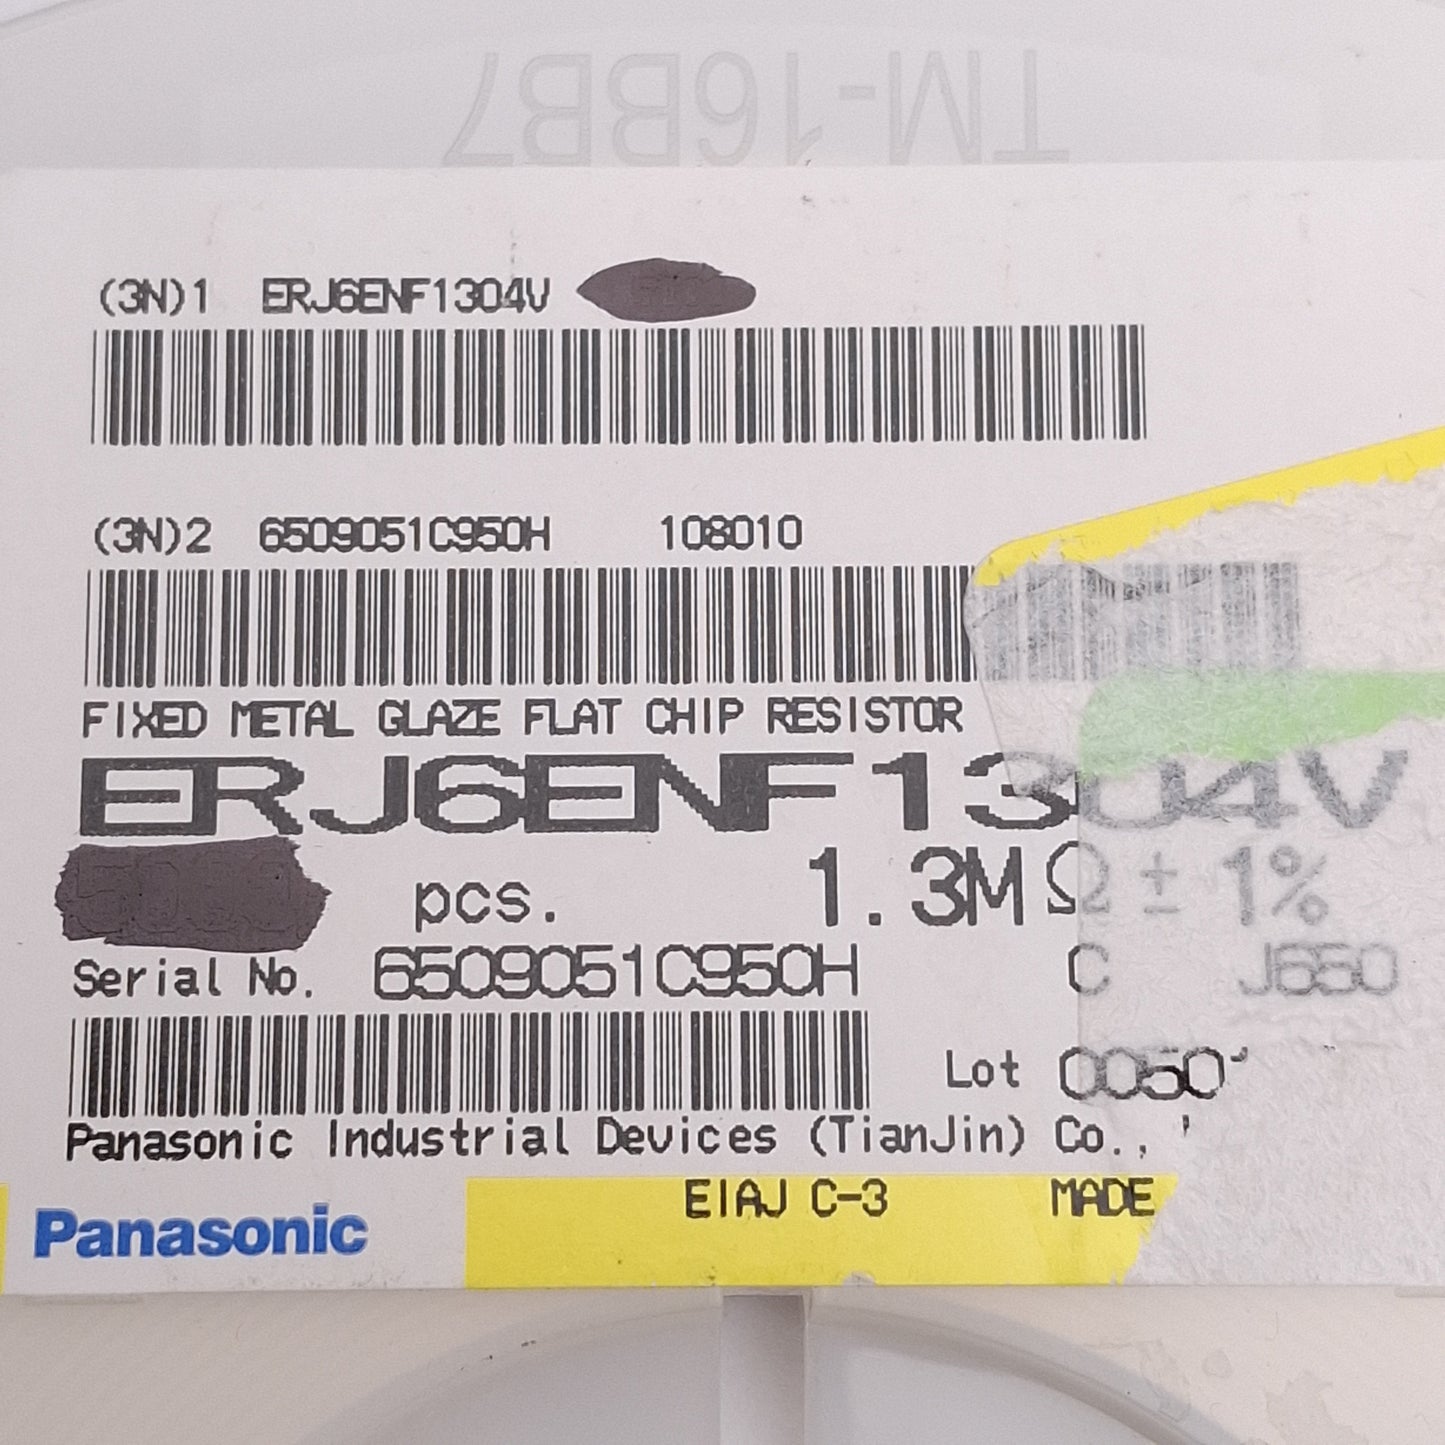 TM-16BB7
(3N)1 ERJ6ENF1304V
(3N)2 6509051C950H 108010
FIXED METAL GLAZE FLAT CHIP RESISTOR
ERJ6ENF1304V
pcs. 1.3MΩ ± 1%
Serial No. 6509051C950H C J650
Lot 0050
Panasonic Industrial Devices (TianJin) Co.,
EIAJ C-3 MADE
Panasonic